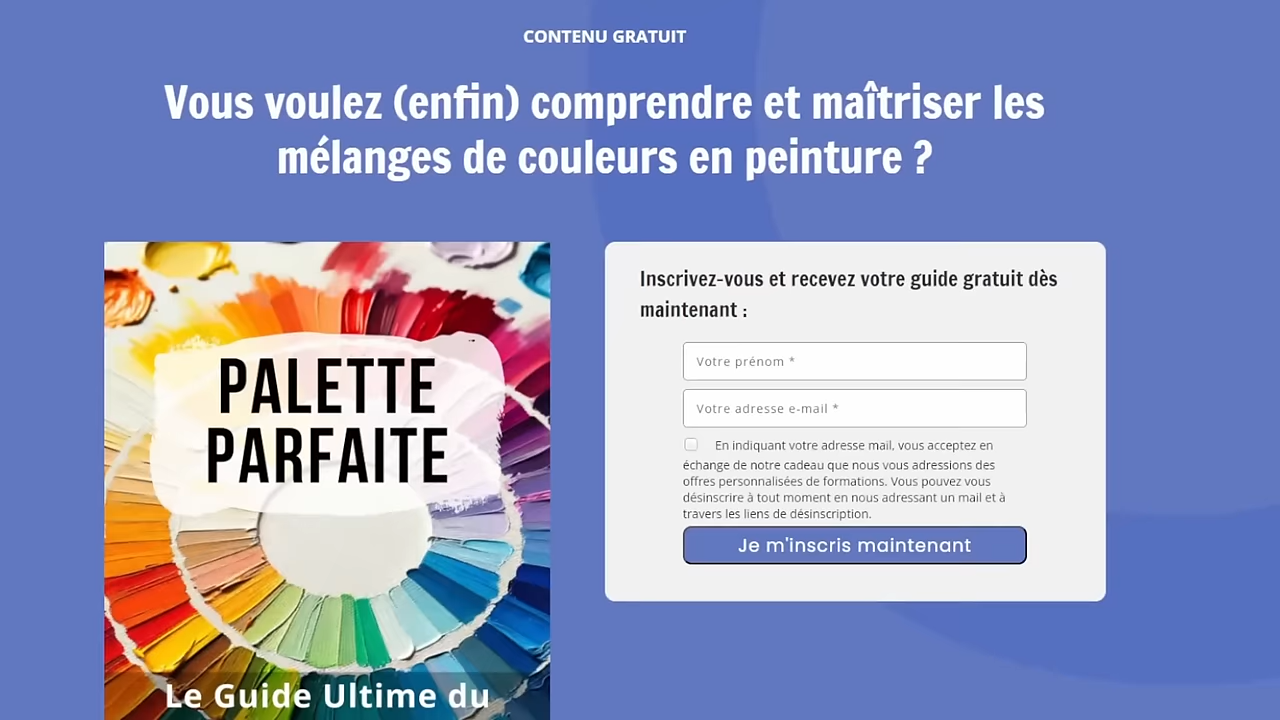 CONTENU GRATUIT
Vous voulez (enfin) comprendre et maîtriser les
mélanges de couleurs en peinture ?
PALETTE
PARFAITE
Le Guide Ultime du
Inscrivez-vous et recevez votre guide gratuit dès
maintenant :
Votre prénom *
Votre adresse e-mail *
En indiquant votre adresse mail, vous acceptez en
échange de notre cadeau que nous vous adressions des
offres personnalisées de formations. Vous pouvez vous
désinscrire à tout moment en nous adressant un mail et à
travers les liens de désinscription.
Je m'inscris maintenant